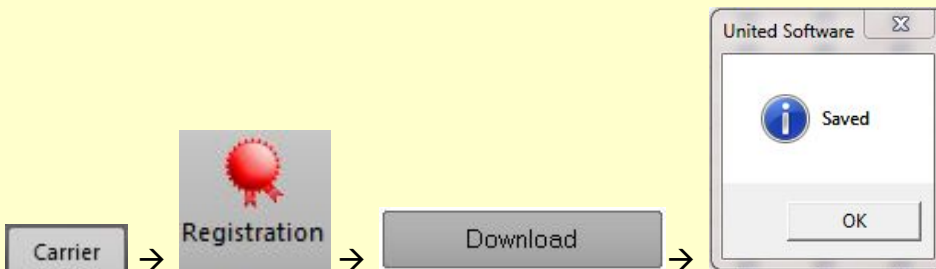 Carrier → Registration → Download →
United Software
Saved
OK